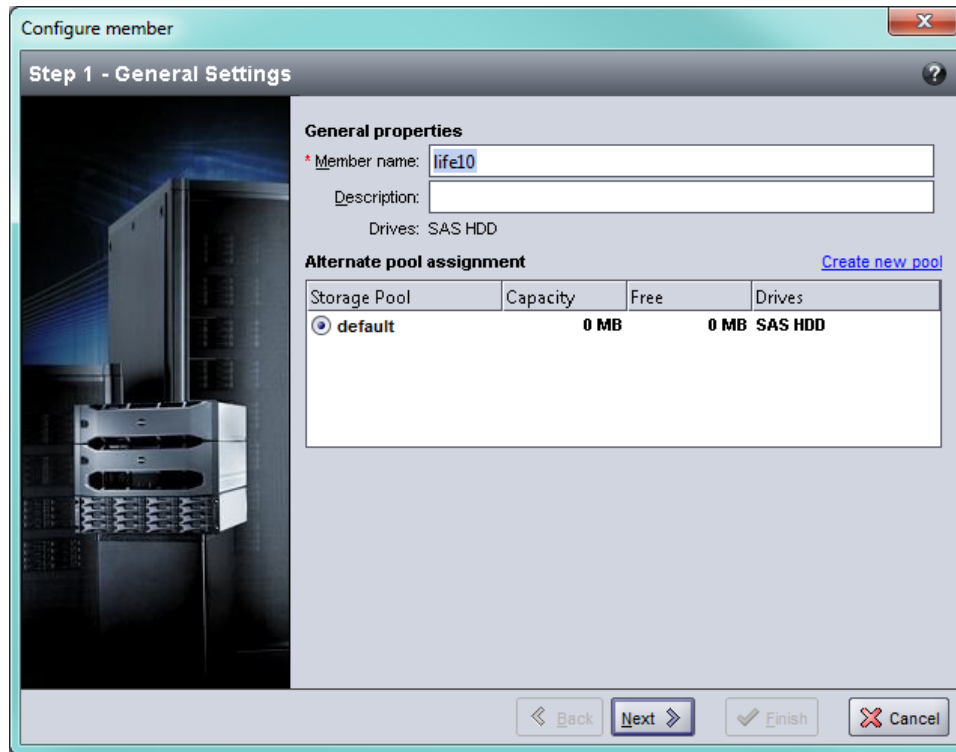 Configure member
Step 1 - General Settings
?
General properties
* Member name: life10
Description:
Drives: SAS HDD
Alternate pool assignment Create new pool
Storage Pool Capacity Free Drives
default 0 MB 0 MB SAS HDD
Back Next Finish Cancel